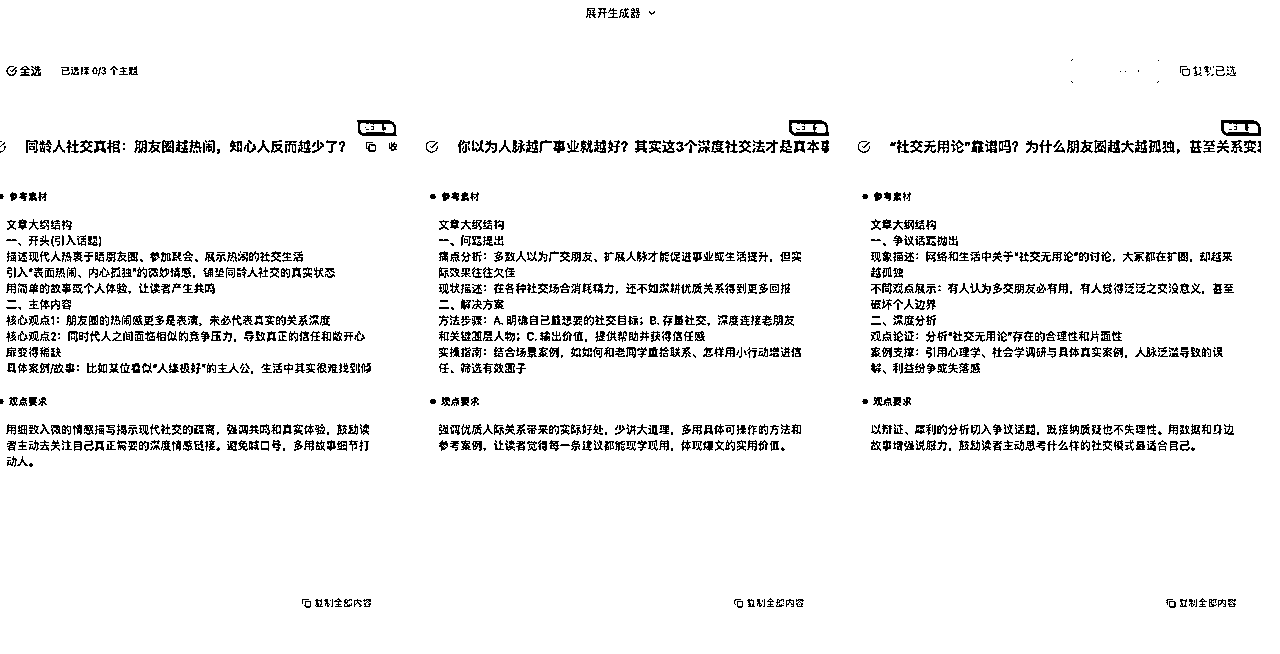 展开生成器
全选
已选择 0/3 个主题
复制已选
同龄人社交真相：朋友圈越热闹，知心人反而越少了？
参考素材
文章大纲结构
一、开头(引入话题)
描述现代人热衷于晒朋友圈、参加聚会、展示热闹的社交生活
引入“表面热闹、内心孤独”的微妙情感，铺垫同龄人社交的真实状态
用简单的故事或个人体验，让读者产生共鸣
二、主体内容
核心观点1：朋友圈的热闹感更多是表演，未必代表真实的关系深度
核心观点2：同时代人之间面临相似的竞争压力，导致真正的信任和敞开心
扉变得稀缺
具体案例/故事：比如某位看似“人缘极好”的主人公，生活中其实很难找到倾
观点要求
用细致入微的情感描写揭示现代社交的疏离，强调共鸣和真实体验，鼓励读
者主动去关注自己真正需要的深度情感链接。避免喊口号，多用故事细节打
动人。
复制全部内容
你以为人脉越广事业就越好？其实这3个深度社交法才是真本事
参考素材
文章大纲结构
一、问题提出
痛点分析：多数人以为广交朋友、扩展人脉才能促进事业或生活提升，但实
际效果往往欠佳
现状描述：在各种社交场合消耗精力，还不如深耕优质关系得到更多回报
二、解决方案
方法步骤：A. 明确自己最想要的社交目标；B. 存量社交，深度连接老朋友
和关键圈层人物；C. 输出价值，提供帮助并获得信任感
实操指南：结合场景案例，如如何和老同学重拾联系、怎样用小行动增进信
任、筛选有效圈子
观点要求
强调优质人际关系带来的实际好处，少讲大道理，多用具体可操作的方法和
参考案例，让读者觉得每一条建议都能现学现用，体现爆文的实用价值。
复制全部内容
“社交无用论”靠谱吗？为什么朋友圈越大越孤独，甚至关系变
参考素材
文章大纲结构
一、争议话题抛出
现象描述：网络和生活中关于“社交无用论”的讨论，大家都在扩圈，却越来
越孤独
不同观点展示：有人认为多交朋友必有用，有人觉得泛泛之交没意义，甚至
破坏个人边界
二、深度分析
观点论证：分析“社交无用论”存在的合理性和片面性
案例支撑：引用心理学、社会学调研与具体真实案例，人脉泛滥导致的误
解、利益纷争或失落感
观点要求
以辩证、犀利的分析切入争议话题，既接纳质疑也不失理性。用数据和身边
故事增强说服力，鼓励读者主动思考什么样的社交模式最适合自己。
复制全部内容